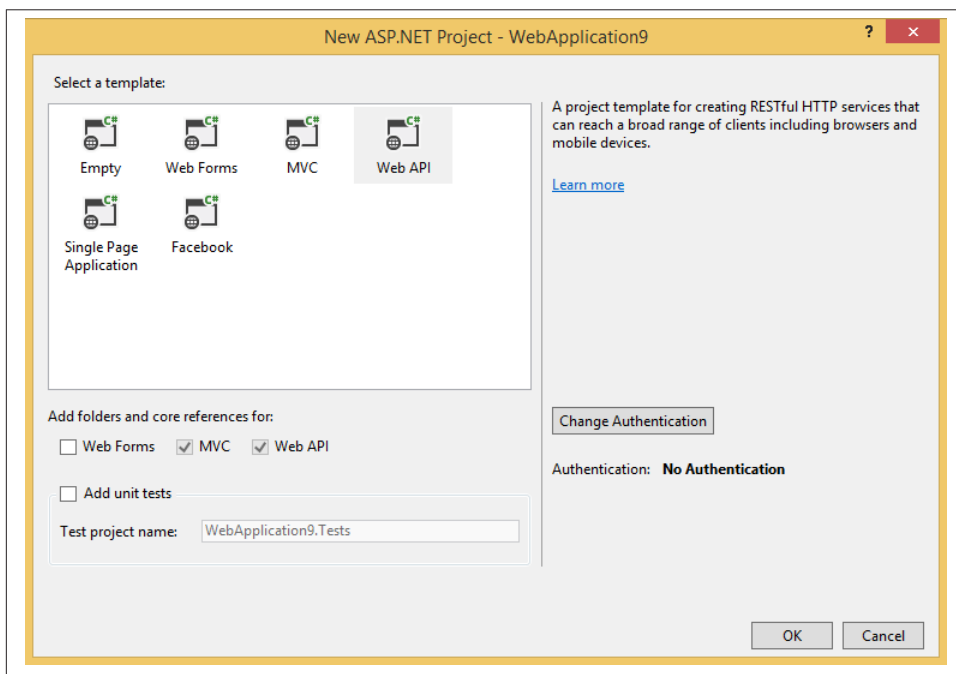 New ASP.NET Project - WebApplication9
?
×
Select a template:
C#
C#
C#
C#
Empty
Web Forms
MVC
Web API
C#
C#
Single Page
Application
Facebook
A project template for creating RESTful HTTP services that
can reach a broad range of clients including browsers and
mobile devices.
Learn more
Add folders and core references for:
Web Forms
MVC
Web API
Add unit tests
Test project name:
WebApplication9.Tests
Change Authentication
Authentication: No Authentication
OK
Cancel